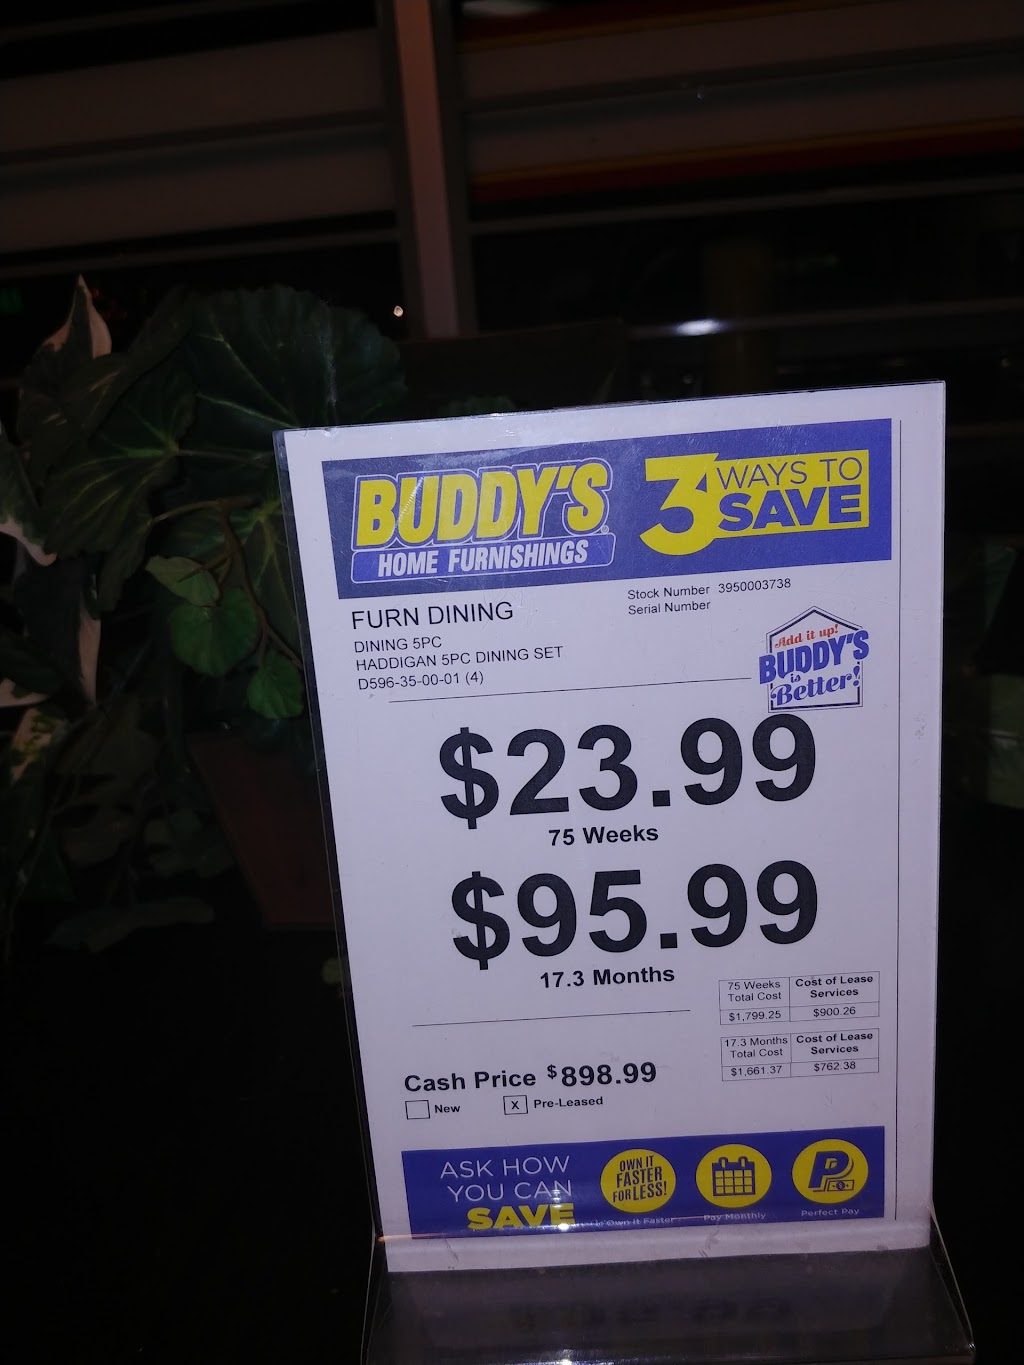 BUDDY'S
HOME FURNISHINGS
3 WAYS TO
SAVE
FURN DINING
Stock Number 3950003738
Serial Number
DINING 5PC
HADDIGAN 5PC DINING SET
D596-35-00-01 (4)
Add it up!
BUDDY'S
is
Better!
$23.99
75 Weeks
$95.99
17.3 Months
75 Weeks
Total Cost
Cost of Lease
Services
$1,799.25
$900.26
17.3 Months
Total Cost
Cost of Lease
Services
$1,661.37
$762.38
Cash Price $898.99
New
X Pre-Leased
ASK HOW
YOU CAN
SAVE
OWN IT
FASTER
FOR LESS!
Own It Faster
Pay Monthly
Perfect Pay